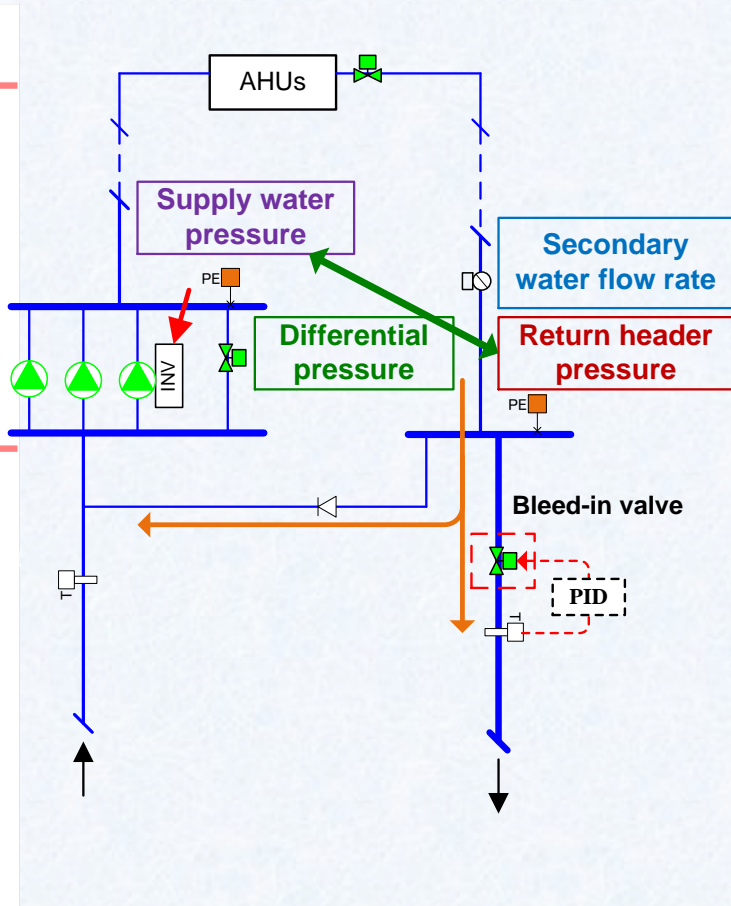 AHUs
Supply water
pressure
Secondary
water flow rate
PE
Differential
pressure
Return header
pressure
INV
PE
Bleed-in valve
PID
T
T